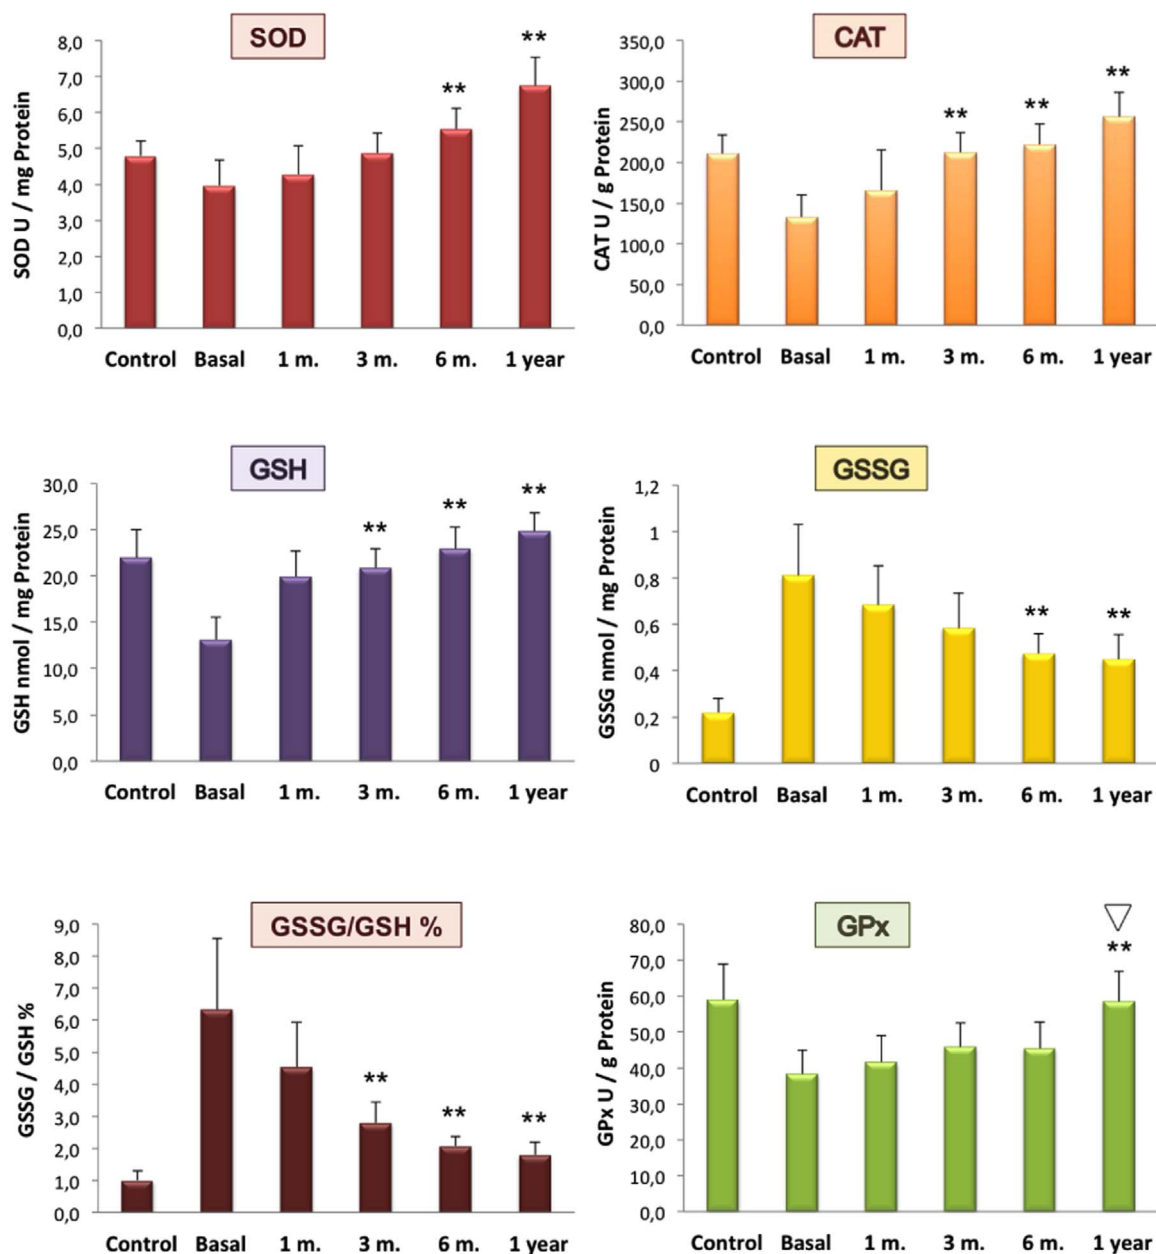 SOD
SOD U / mg Protein
8,0
7,0
6,0
5,0
4,0
3,0
2,0
1,0
0,0
** **
Control Basal 1 m. 3 m. 6 m. 1 year
CAT
CAT U / g Protein
350,0
300,0
250,0
200,0
150,0
100,0
50,0
0,0
** ** **
Control Basal 1 m. 3 m. 6 m. 1 year
GSH
GSH nmol / mg Protein
30,0
25,0
20,0
15,0
10,0
5,0
0,0
** ** **
Control Basal 1 m. 3 m. 6 m. 1 year
GSSG
GSSG nmol / mg Protein
1,2
1
0,8
0,6
0,4
0,2
0
** **
Control Basal 1 m. 3 m. 6 m. 1 year
GSSG/GSH %
GSSG / GSH %
9,0
8,0
7,0
6,0
5,0
4,0
3,0
2,0
1,0
0,0
** ** **
Control Basal 1 m. 3 m. 6 m. 1 year
GPx
GPx U / g Protein
80,0
70,0
60,0
50,0
40,0
30,0
20,0
10,0
0,0
▽
**
Control Basal 1 m. 3 m. 6 m. 1 year